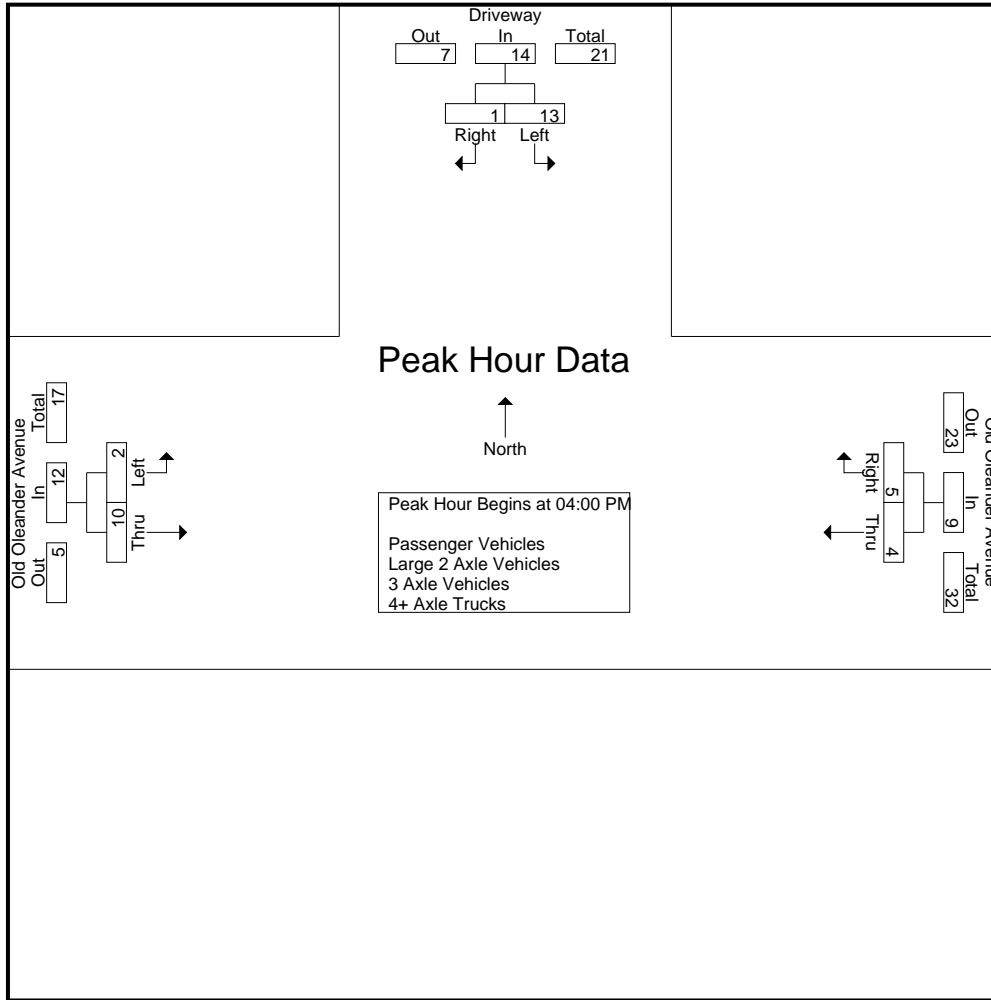 Driveway
Out In Total
7 14 21
1 13
Right Left
Peak Hour Data
North
Peak Hour Begins at 04:00 PM
Passenger Vehicles
Large 2 Axle Vehicles
3 Axle Vehicles
4+ Axle Trucks
Old Oleander Avenue
Out In Total
5 12 17
10 2
Thru Left
Old Oleander Avenue
Out In Total
23 9 32
5 4
Right Thru